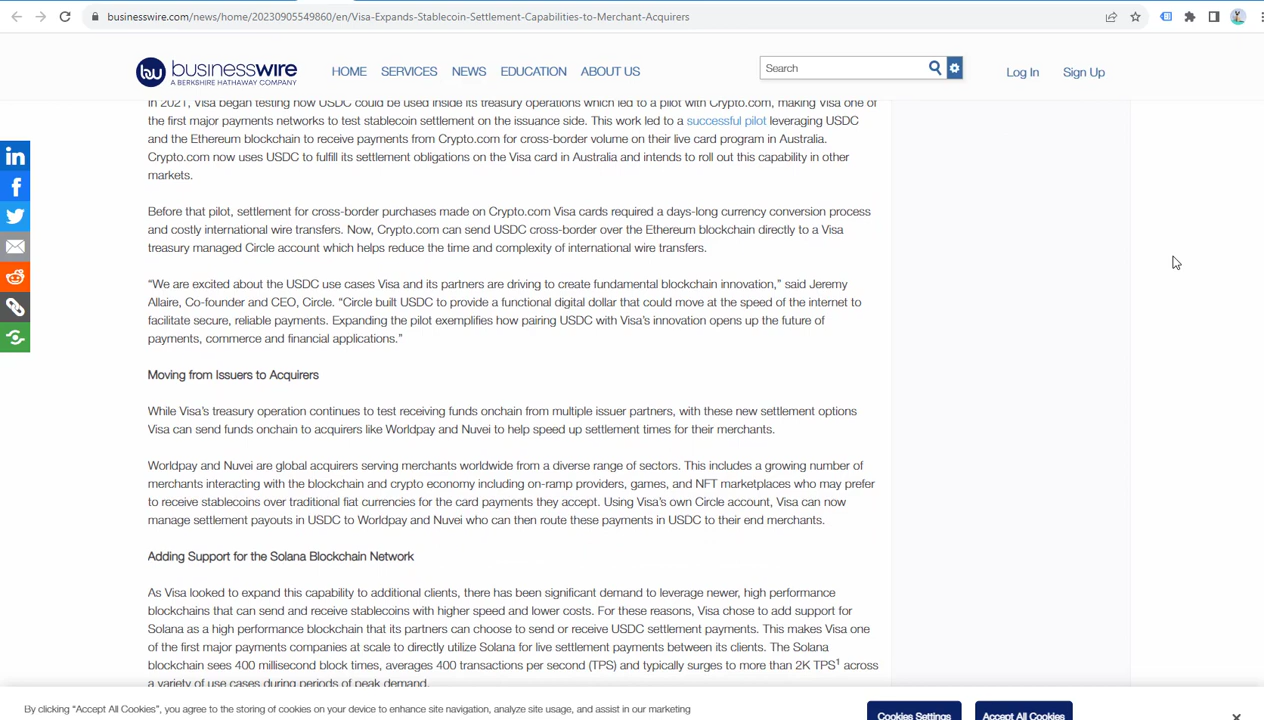 businesswire.com/news/home/20230905549860/en/Visa-Expands-Stablecoin-Settlement-Capabilities-to-Merchant-Acquirers
bw businesswire
A BERKSHIRE HATHAWAY COMPANY
HOME SERVICES NEWS EDUCATION ABOUT US
Search
Log In Sign Up
In 2021, Visa began testing how USDC could be used inside its treasury operations which led to a pilot with Crypto.com, making Visa one of
the first major payments networks to test stablecoin settlement on the issuance side. This work led to a successful pilot leveraging USDC
and the Ethereum blockchain to receive payments from Crypto.com for cross-border volume on their live card program in Australia.
Crypto.com now uses USDC to fulfill its settlement obligations on the Visa card in Australia and intends to roll out this capability in other
markets.
Before that pilot, settlement for cross-border purchases made on Crypto.com Visa cards required a days-long currency conversion process
and costly international wire transfers. Now, Crypto.com can send USDC cross-border over the Ethereum blockchain directly to a Visa
treasury managed Circle account which helps reduce the time and complexity of international wire transfers.
“We are excited about the USDC use cases Visa and its partners are driving to create fundamental blockchain innovation,” said Jeremy
Allaire, Co-founder and CEO, Circle. “Circle built USDC to provide a functional digital dollar that could move at the speed of the internet to
facilitate secure, reliable payments. Expanding the pilot exemplifies how pairing USDC with Visa’s innovation opens up the future of
payments, commerce and financial applications.”
Moving from Issuers to Acquirers
While Visa’s treasury operation continues to test receiving funds onchain from multiple issuer partners, with these new settlement options
Visa can send funds onchain to acquirers like Worldpay and Nuvei to help speed up settlement times for their merchants.
Worldpay and Nuvei are global acquirers serving merchants worldwide from a diverse range of sectors. This includes a growing number of
merchants interacting with the blockchain and crypto economy including on-ramp providers, games, and NFT marketplaces who may prefer
to receive stablecoins over traditional fiat currencies for the card payments they accept. Using Visa’s own Circle account, Visa can now
manage settlement payouts in USDC to Worldpay and Nuvei who can then route these payments in USDC to their end merchants.
Adding Support for the Solana Blockchain Network
As Visa looked to expand this capability to additional clients, there has been significant demand to leverage newer, high performance
blockchains that can send and receive stablecoins with higher speed and lower costs. For these reasons, Visa chose to add support for
Solana as a high performance blockchain that its partners can choose to send or receive USDC settlement payments. This makes Visa one
of the first major payments companies at scale to directly utilize Solana for live settlement payments between its clients. The Solana
blockchain sees 400 millisecond block times, averages 400 transactions per second (TPS) and typically surges to more than 2K TPS¹ across
a variety of use cases during periods of peak demand.
By clicking “Accept All Cookies”, you agree to the storing of cookies on your device to enhance site navigation, analyze site usage, and assist in our marketing
Cookies Settings Accept All Cookies